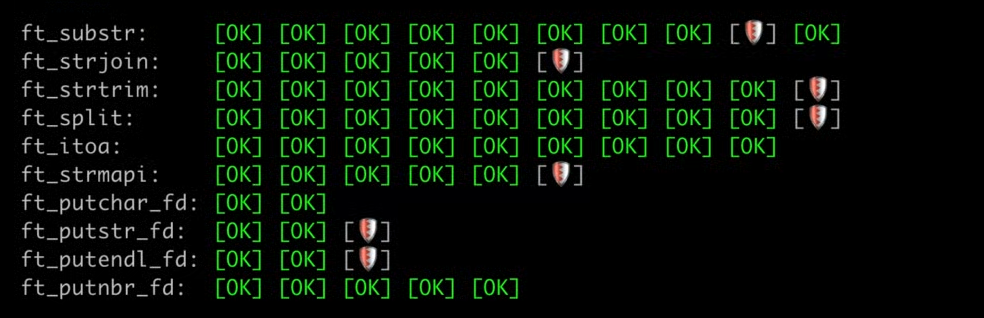 ft_substr: [OK] [OK] [OK] [OK] [OK] [OK] [OK] [OK] [🛡] [OK]
ft_strjoin: [OK] [OK] [OK] [OK] [OK] [🛡]
ft_strtrim: [OK] [OK] [OK] [OK] [OK] [OK] [OK] [OK] [OK] [🛡]
ft_split: [OK] [OK] [OK] [OK] [OK] [OK] [OK] [OK] [OK] [🛡]
ft_itoa: [OK] [OK] [OK] [OK] [OK] [OK] [OK] [OK] [OK]
ft_strmapi: [OK] [OK] [OK] [OK] [OK] [🛡]
ft_putchar_fd: [OK] [OK]
ft_putstr_fd: [OK] [OK] [🛡]
ft_putendl_fd: [OK] [OK] [🛡]
ft_putnbr_fd: [OK] [OK] [OK] [OK] [OK]